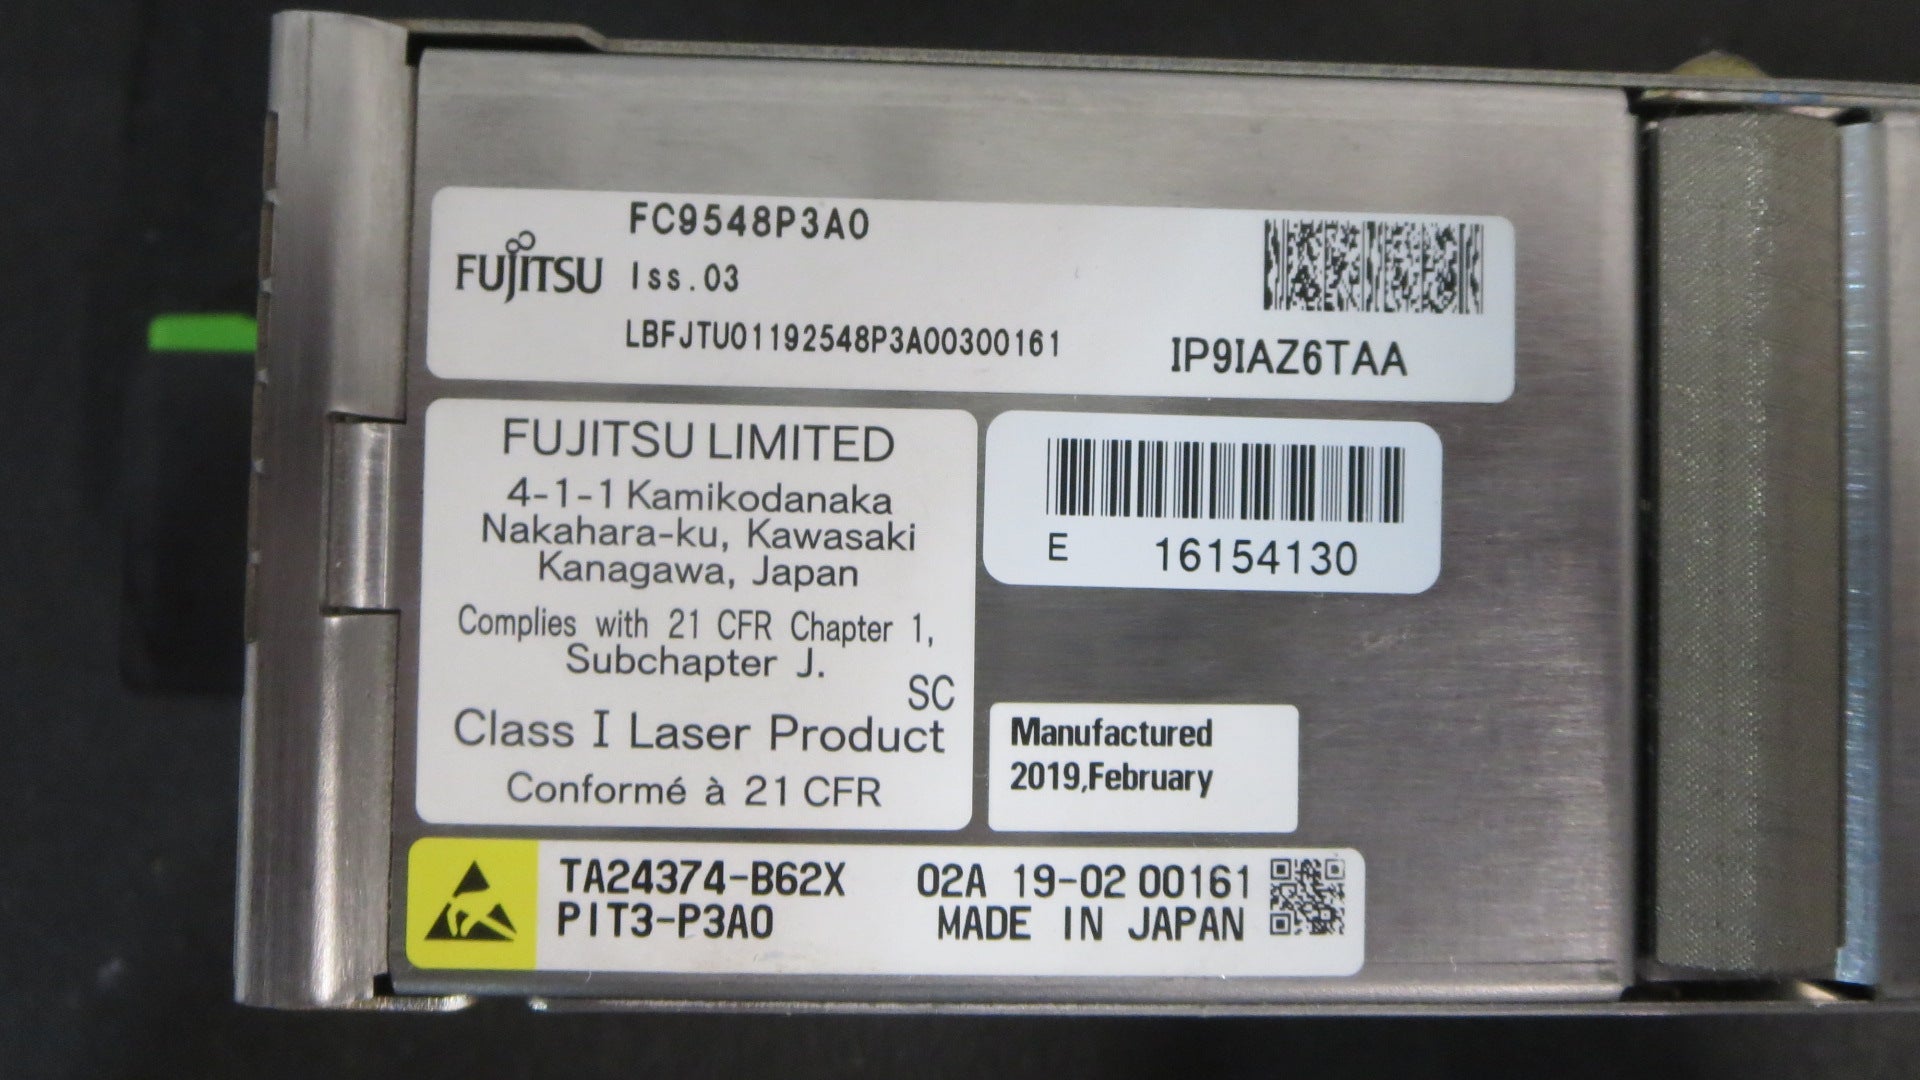 FC9548P3A0
FUJITSU Iss.03
LBFJTU01192548P3A00300161
IP9IAZ6TAA
FUJITSU LIMITED
4-1-1 Kamikodanaka
Nakahara-ku, Kawasaki
Kanagawa, Japan
Complies with 21 CFR Chapter 1,
Subchapter J.
SC
Class I Laser Product
Conformé à 21 CFR
E 16154130
Manufactured
2019,February
TA24374-B62X 02A 19-02 00161
PIT3-P3A0 MADE IN JAPAN